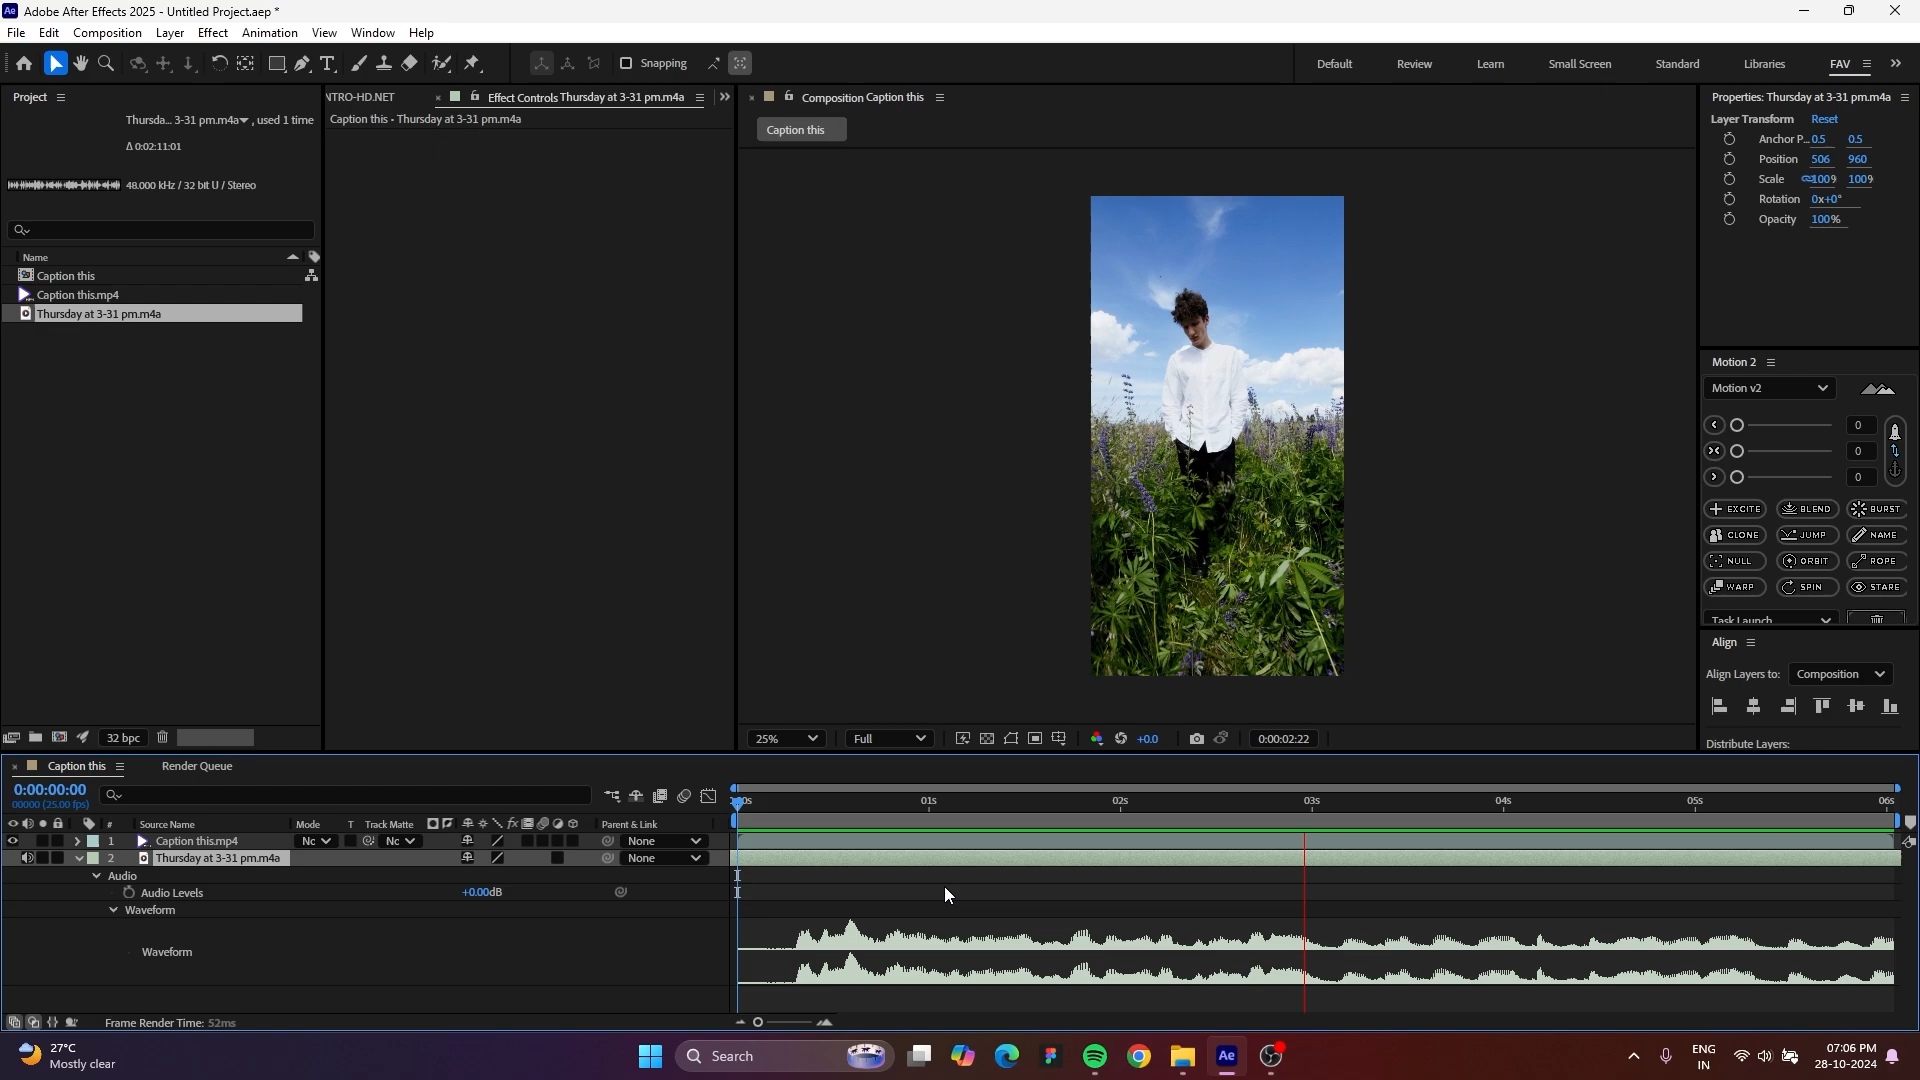 Ae Adobe After Effects 2025 - Untitled Project.aep *
File Edit Composition Layer Effect Animation View Window Help
Snapping Default Review Learn Small Screen Standard Libraries FAV
Project
NTRO-HD.NET Effect Controls Thursday at 3-31 pm.m4a
Composition Caption this
Properties: Thursday at 3-31 pm.m4a
Thursda... 3-31 pm.m4a , used 1 time
Δ 0:02:11:01
48.000 kHz / 32 bit U / Stereo
Name
Caption this
Caption this.mp4
Thursday at 3-31 pm.m4a
32 bpc
Caption this - Thursday at 3-31 pm.m4a
Caption this
25% Full +0.0 0:00:02:22
Layer Transform Reset
Anchor P... 0.5 0.5
Position 506 960
Scale 100% 100%
Rotation 0x+0°
Opacity 100%
Motion 2
Motion v2
0
0
0
EXCITE BLEND BURST
CLONE JUMP NAME
NULL ORBIT ROPE
WARP SPIN STARE
Task Launch
Align
Align Layers to: Composition
Distribute Layers:
Caption this Render Queue
0:00:00:00
00000 (25.00 fps)
# Source Name Mode T Track Matte Parent & Link
1 Caption this.mp4 Nc Nc None
2 Thursday at 3-31 pm.m4a None
Audio
Audio Levels +0.00dB
Waveform
Waveform
01s 02s 03s 04s 05s 06s
Frame Render Time: 52ms
27°C
Mostly clear
Search
Ae
ENG
IN
07:06 PM
28-10-2024